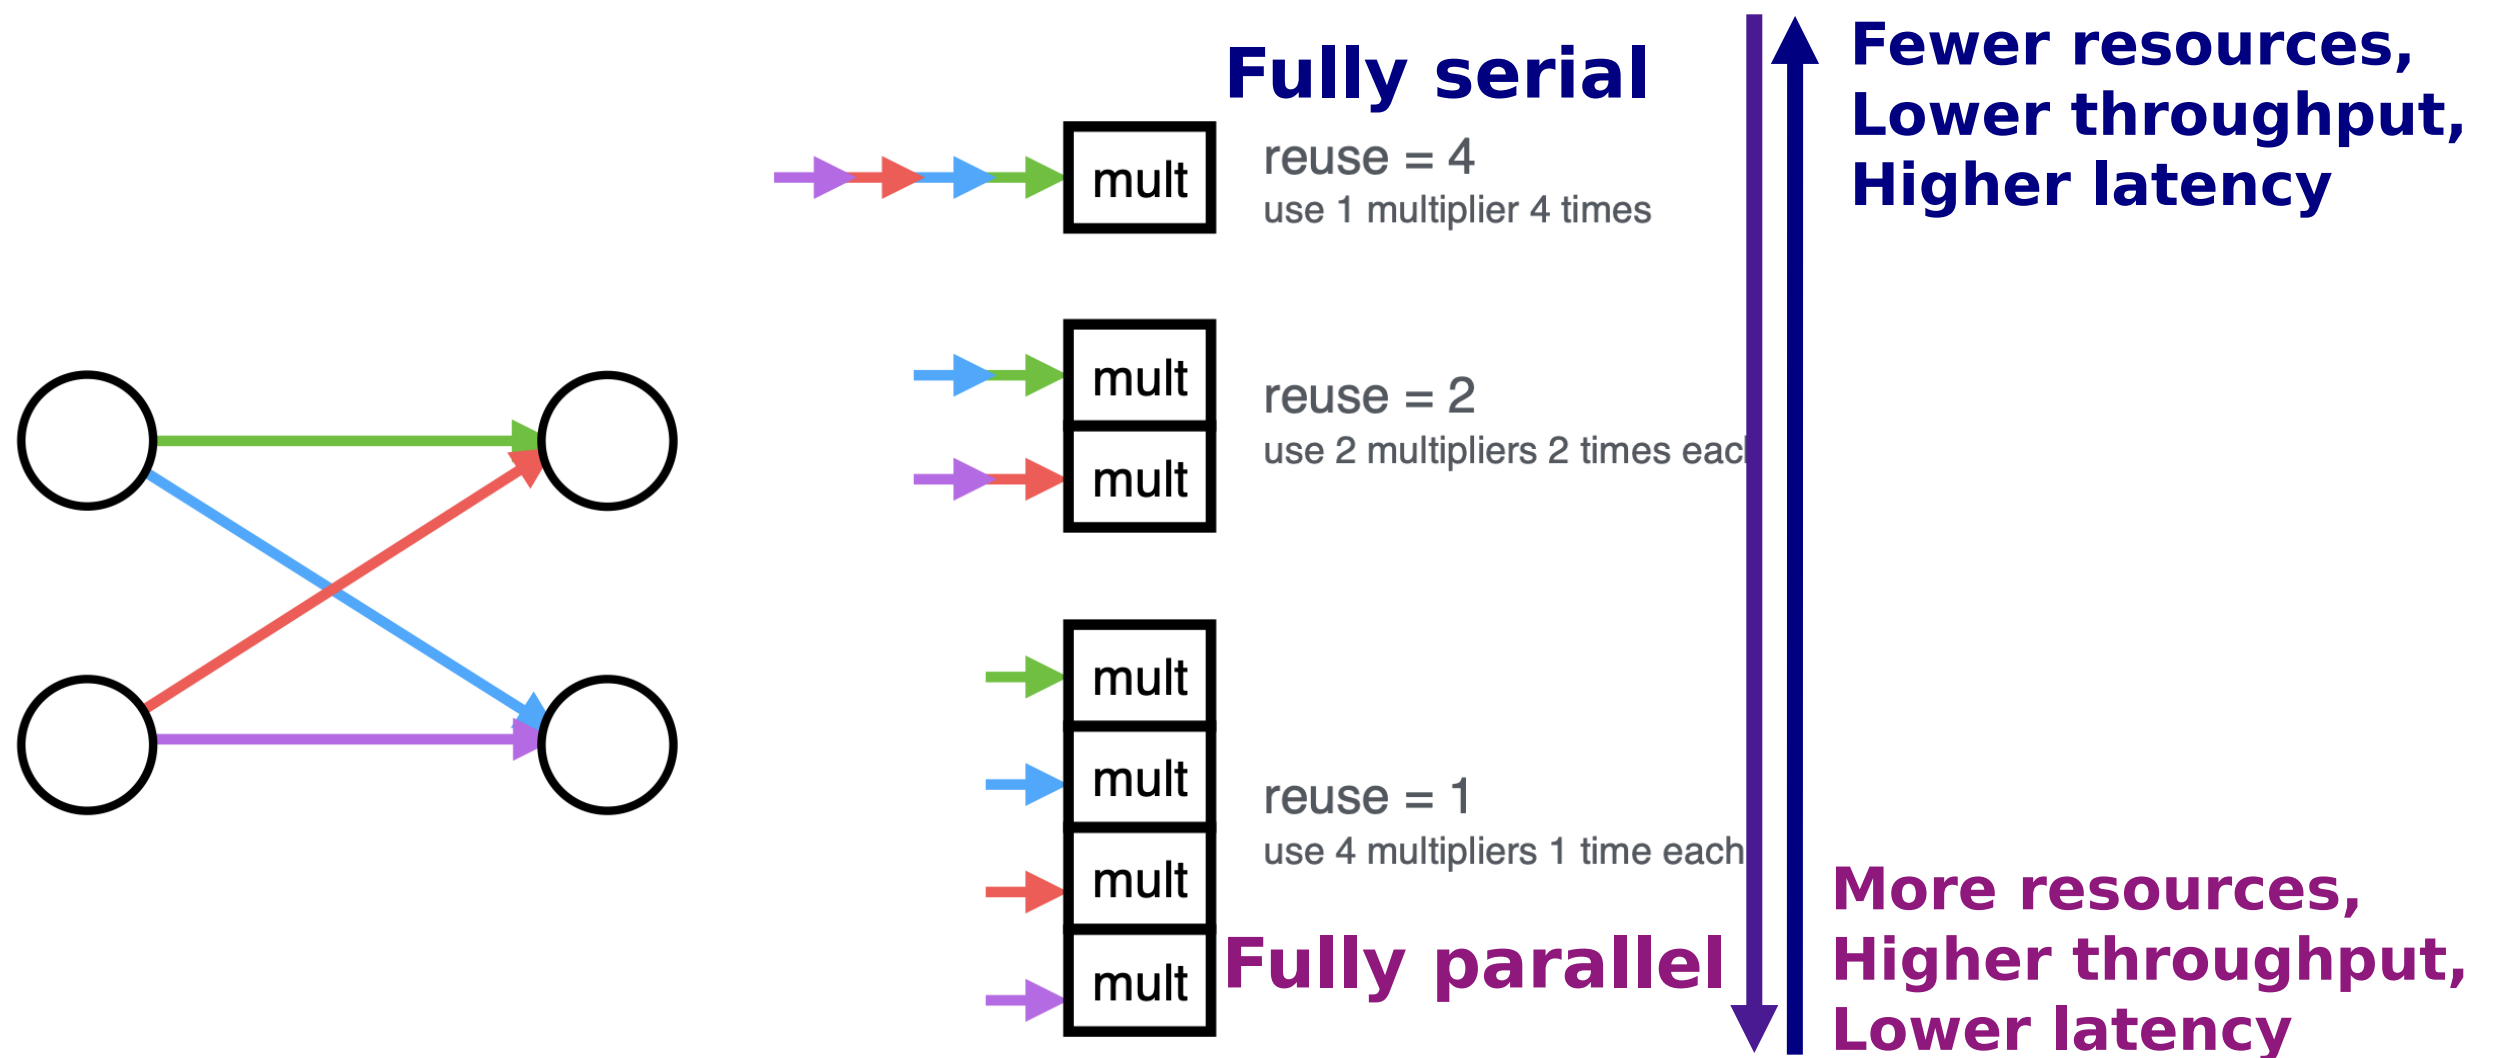 Fully serial
mult
reuse = 4
use 1 multiplier 4 times
mult
mult
reuse = 2
use 2 multipliers 2 times each
mult
mult
mult
mult
reuse = 1
use 4 multipliers 1 time each
Fully parallel
Fewer resources,
Lower throughput,
Higher latency
More ressources,
Higher throughput,
Lower latency